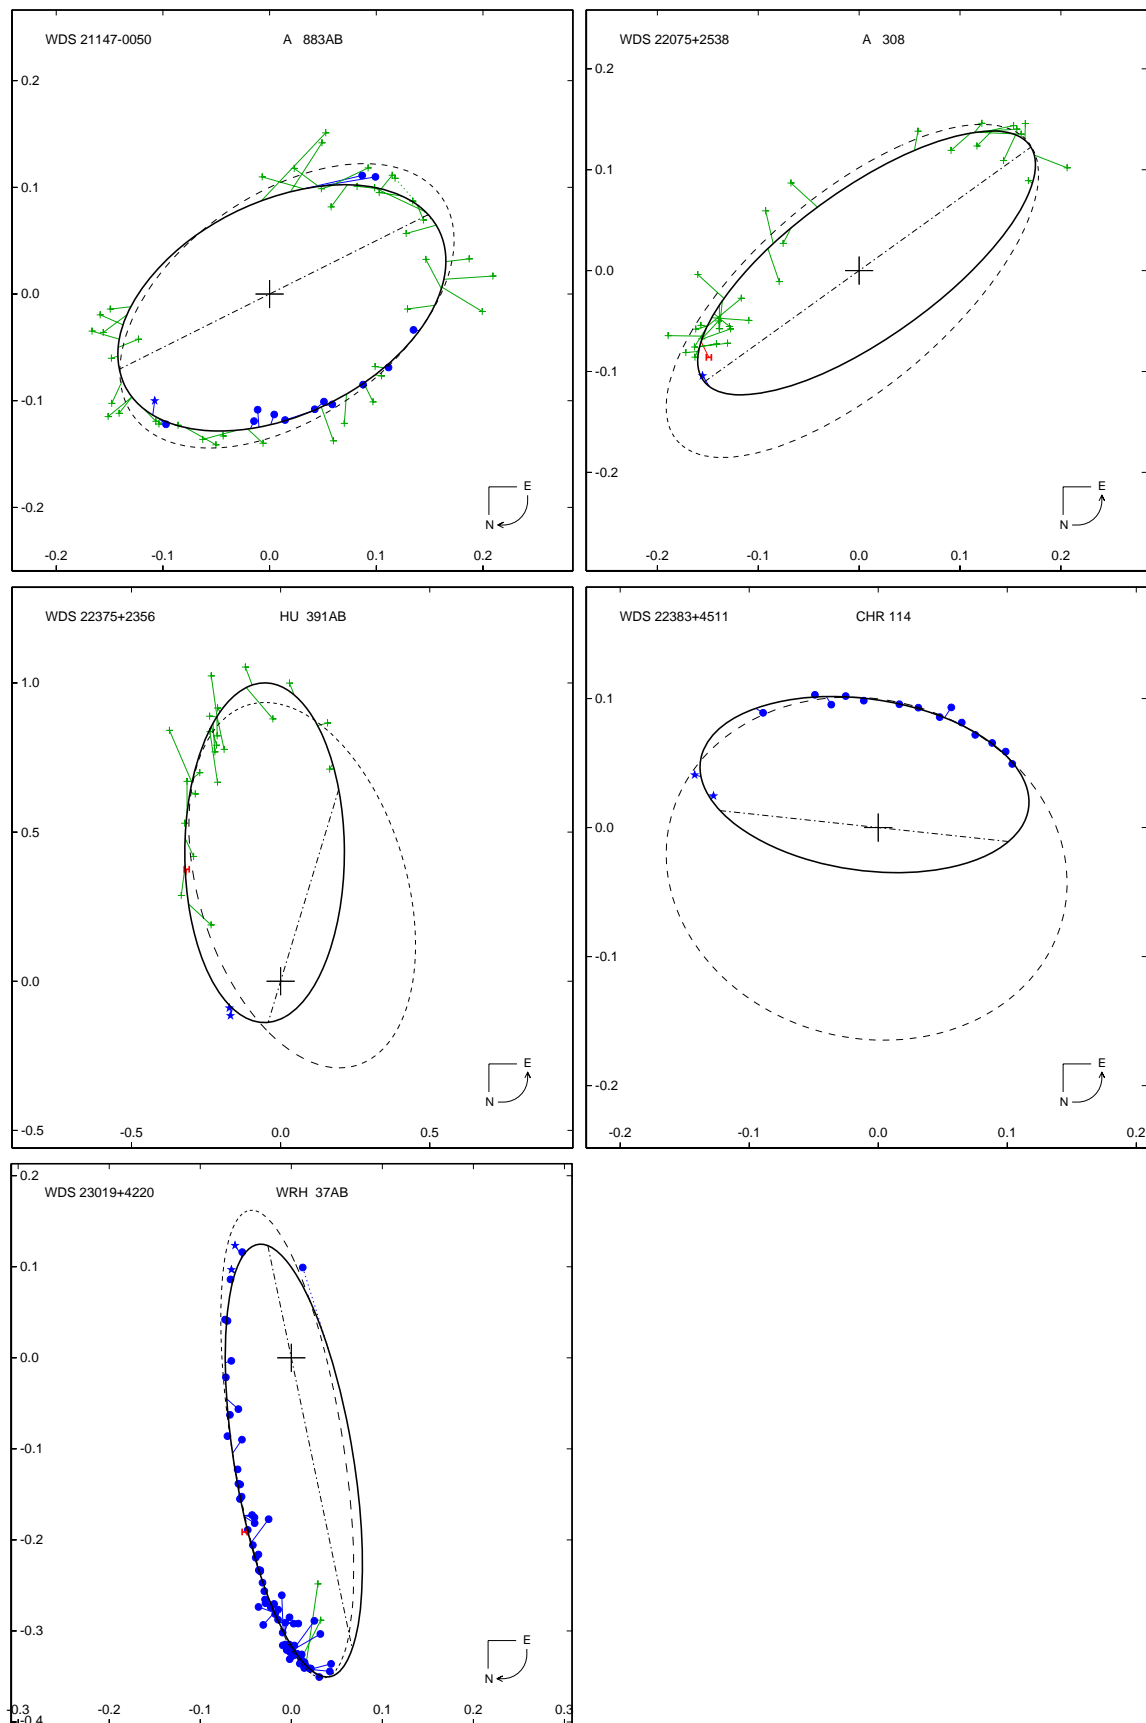 WDS 21147-0050 A 883AB
0.2
0.1
0.0
-0.1
-0.2
E
N
-0.2 -0.1 0.0 0.1 0.2
WDS 22075+2538 A 308
0.2
0.1
0.0
-0.1
-0.2
E
N
-0.2 -0.1 0.0 0.1 0.2
WDS 22375+2356 HU 391AB
1.0
0.5
0.0
-0.5
E
N
-0.5 0.0 0.5
WDS 22383+4511 CHR 114
0.1
0.0
-0.1
-0.2
E
N
-0.2 -0.1 0.0 0.1 0.2
WDS 23019+4220 WRH 37AB
0.2
0.1
0.0
-0.1
-0.2
-0.3
-0.4
E
N
-0.3 -0.2 -0.1 0.0 0.1 0.2 0.3